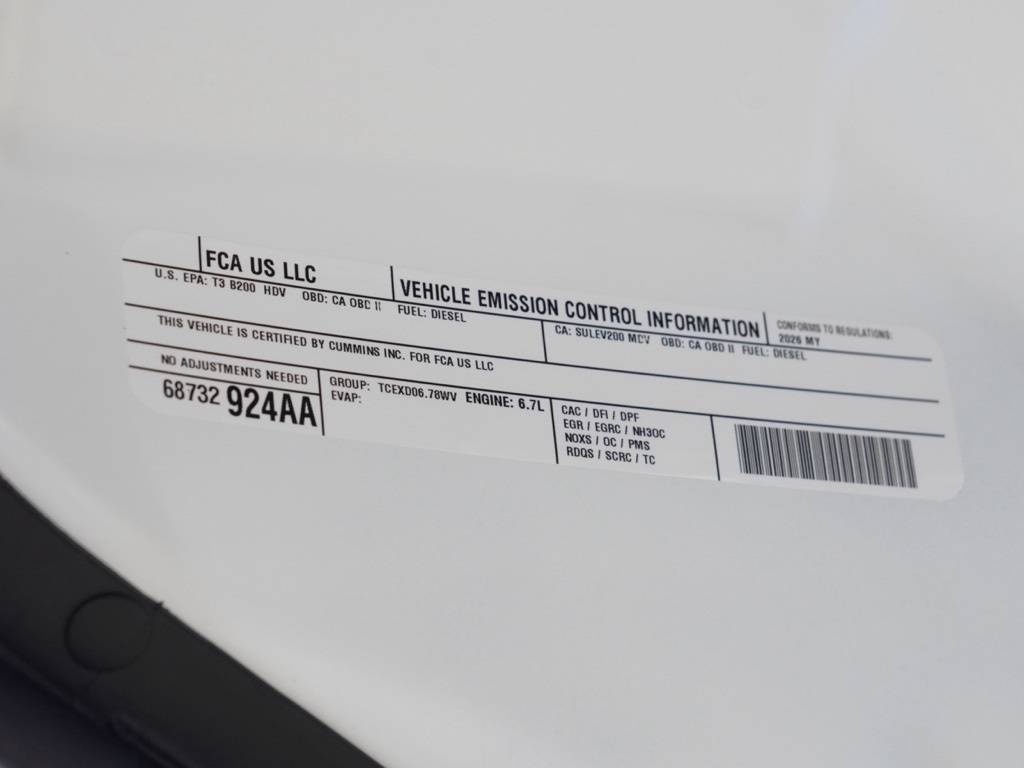 FCA US LLC
VEHICLE EMISSION CONTROL INFORMATION
CONFORMS TO REGULATIONS:
2026 MY
U.S. EPA: T3 B200 HDV OBD: CA OBD II FUEL: DIESEL
CA: SULEV200 MDV OBD: CA OBD II FUEL: DIESEL
THIS VEHICLE IS CERTIFIED BY CUMMINS INC. FOR FCA US LLC
NO ADJUSTMENTS NEEDED
68732 924AA
GROUP: TCEXD06.78WV ENGINE: 6.7L
EVAP:
CAC / DFI / DPF
EGR / EGRC / NH3OC
NOXS / OC / PMS
RDQS / SCRC / TC